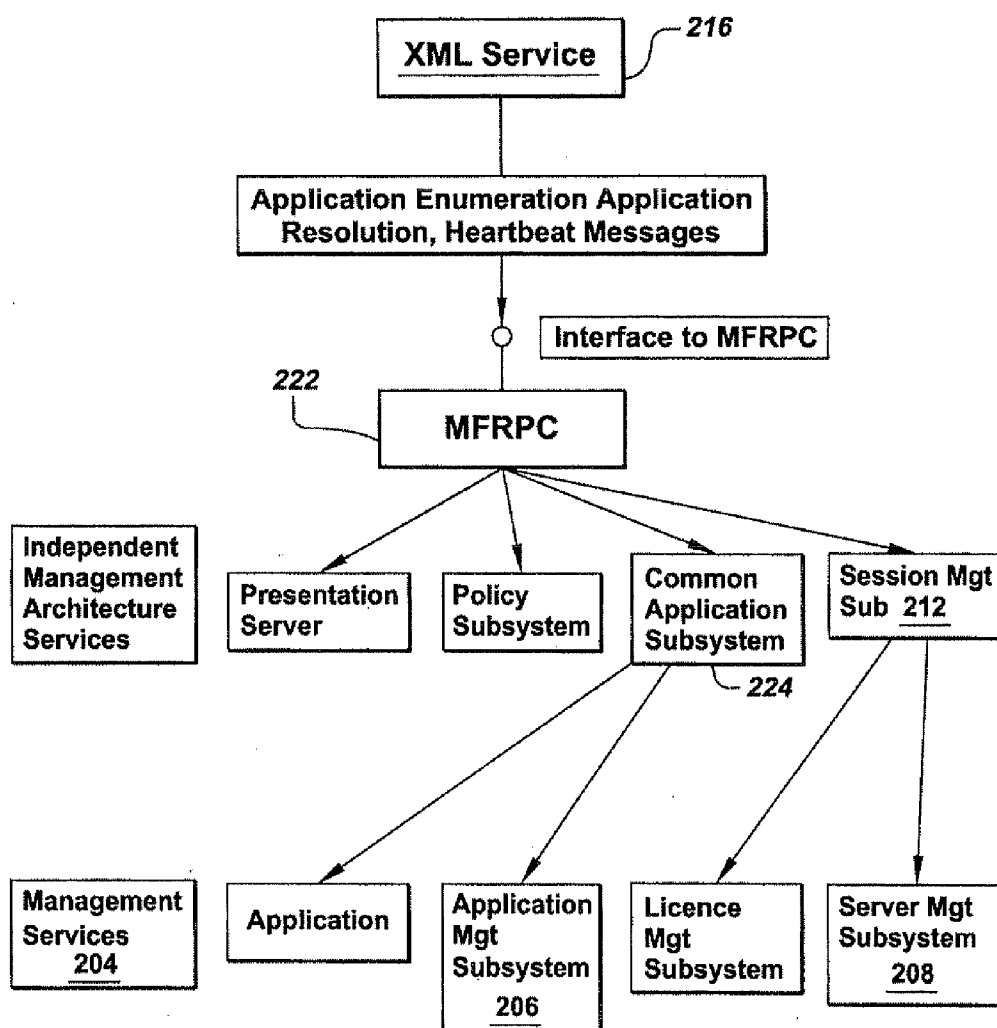 XML Service
216
Application Enumeration Application
Resolution, Heartbeat Messages
Interface to MFRPC
222
MFRPC
Independent
Management
Architecture
Services
Presentation
Server
Policy
Subsystem
Common
Application
Subsystem
224
Session Mgt
Sub 212
Management
Services
204
Application
Application
Mgt
Subsystem
206
Licence
Mgt
Subsystem
Server Mgt
Subsystem
208